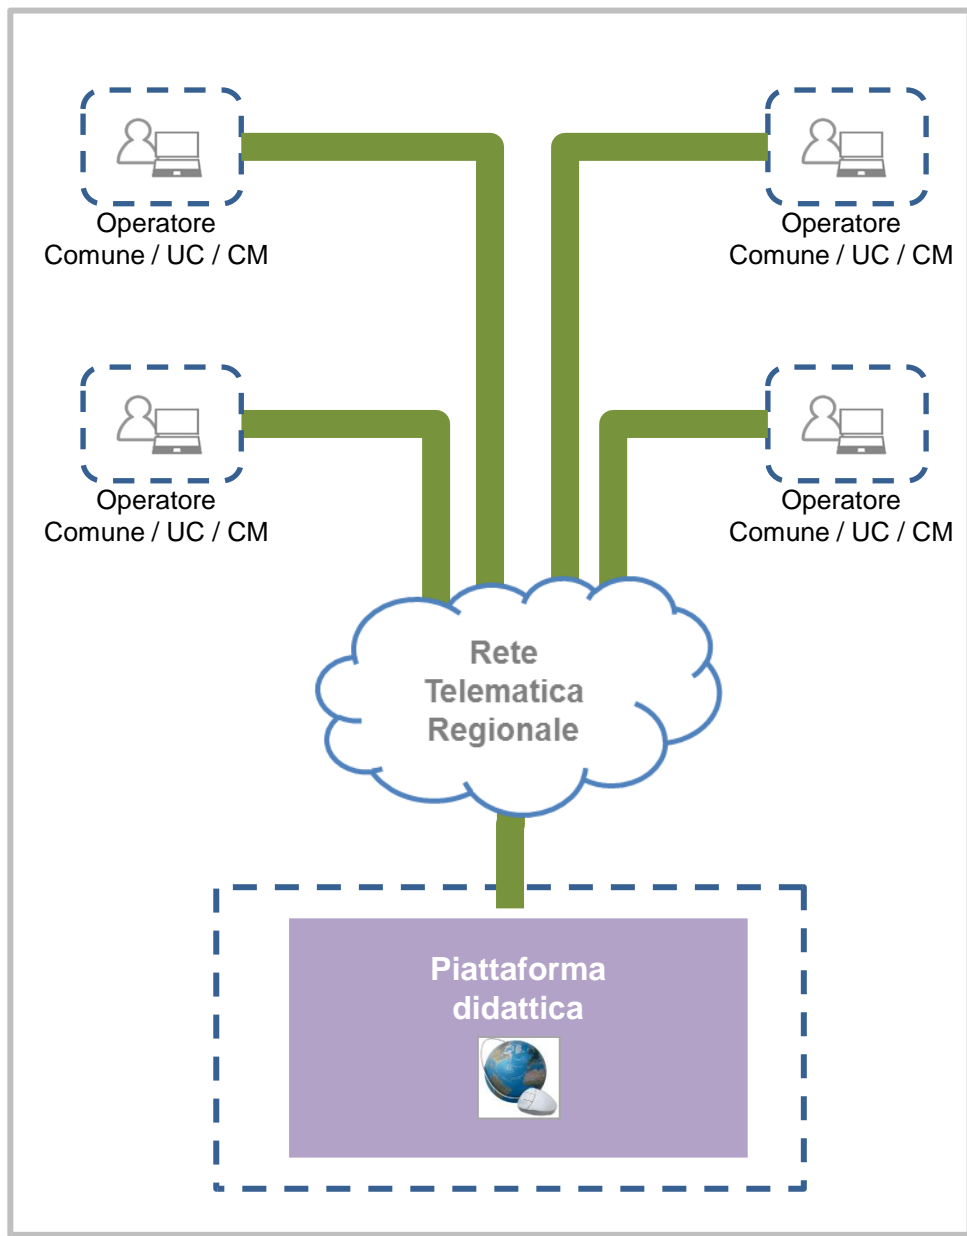 Operatore
Comune / UC / CM
Operatore
Comune / UC / CM
Operatore
Comune / UC / CM
Operatore
Comune / UC / CM
Rete
Telematica
Regionale
Piattaforma
didattica